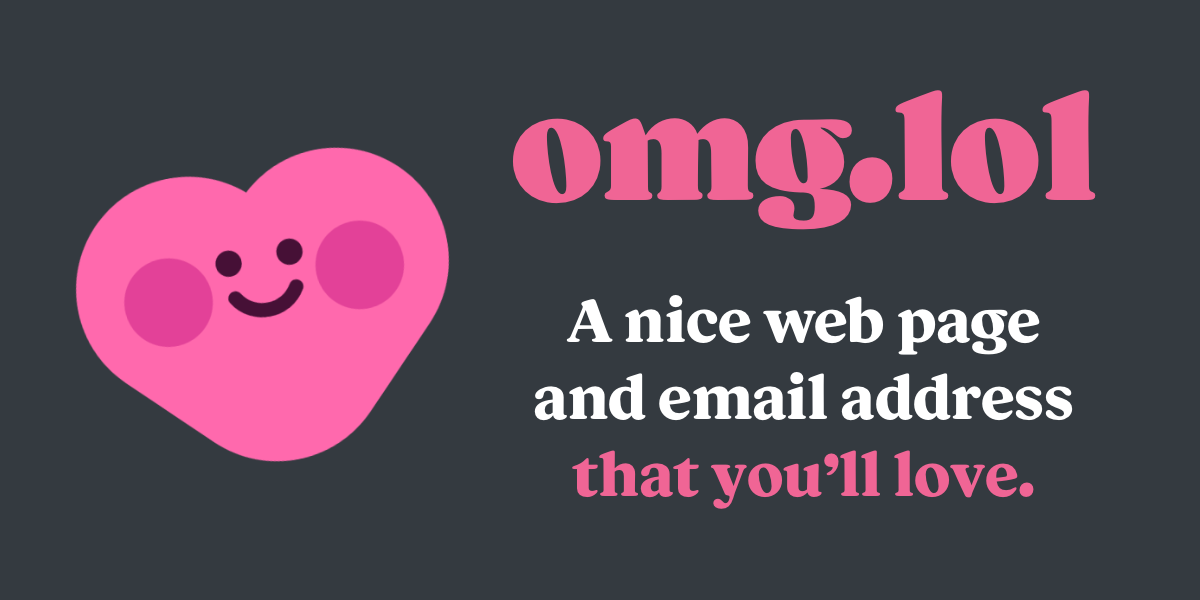 omg.lol
A nice web page
and email address
that you’ll love.